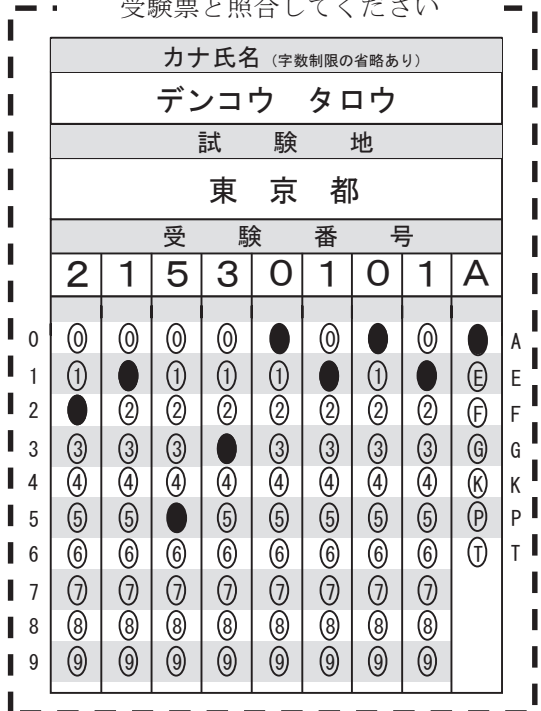 受験票と照合してください
カナ氏名（字数制限の省略あり）
デンコウ タロウ
試 験 地
東 京 都
受 験 番 号
2 1 5 3 0 1 0 1 A
0 0 0 0 0 0 A
1 1 1 1 1 1 E E
2 2 2 2 2 2 2 2 F F
3 3 3 3 3 3 3 3 G G
4 4 4 4 4 4 4 4 4 K K
5 5 5 5 5 5 5 5 P P
6 6 6 6 6 6 6 6 6 T T
7 7 7 7 7 7 7 7 7
8 8 8 8 8 8 8 8 8
9 9 9 9 9 9 9 9 9